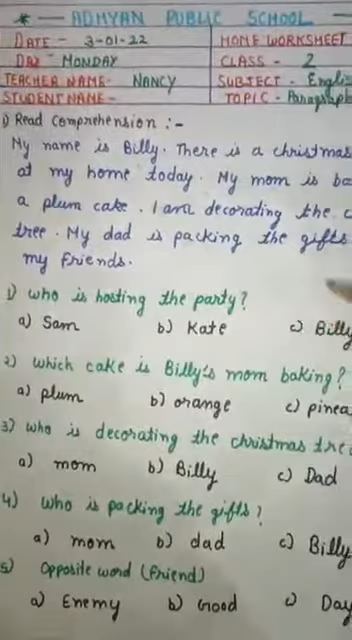 * — ADHYAN PUBLIC SCHOOL —
DATE - 3-01-22 HOME WORKSHEET
DAY - MONDAY CLASS - 2
TEACHER NAME- NANCY SUBJECT - Englis
STUDENT NAME- TOPIC - Paragraph
1) Read Comprehension :-
My name is Billy. There is a christmas
at my home today. My mom is ba
a plum cake. I am decorating the c
tree. My dad is packing the gifts
my friends.
1) who is hosting the party?
a) Sam b) Kate c) Billy
2) which cake is Billy's mom baking?
a) plum b) orange c) pinea
3) who is decorating the christmas tree
a) mom b) Billy c) Dad
4) who is packing the gifts?
a) mom b) dad c) Billy
5) Opposite word (friend)
a) Enemy b) Good c) Day